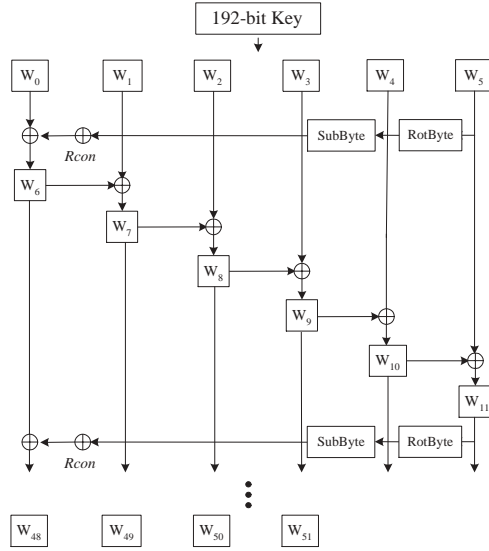 192-bit Key
W0 W1 W2 W3 W4 W5
SubByte RotByte
Rcon
W6
W7
W8
W9
W10
W11
SubByte RotByte
Rcon
W48 W49 W50 W51